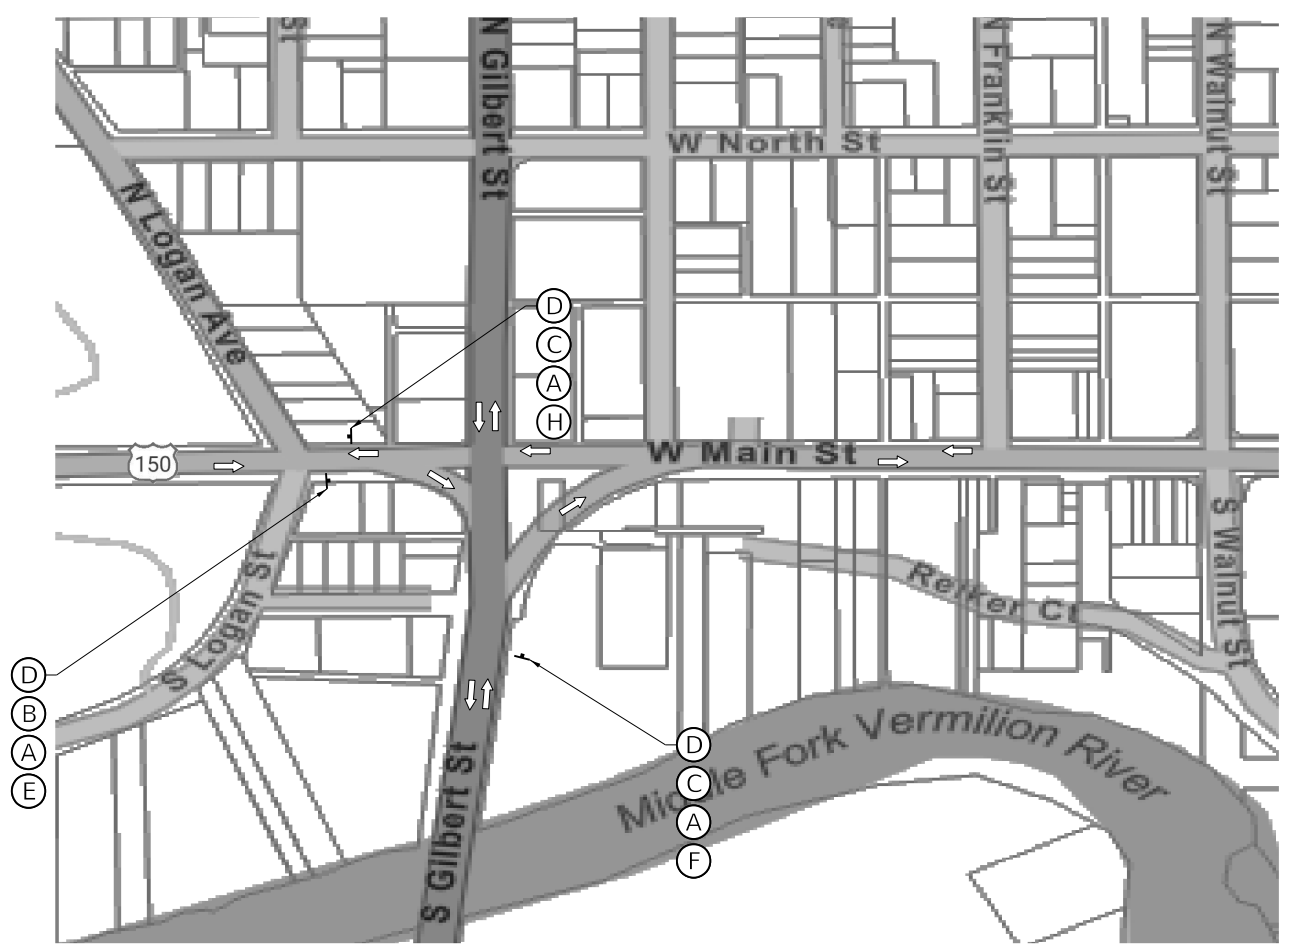 St
N Gilbert St
N Franklin St
N Walnut St
W North St
N Logan Ave
D
C
A
H
W Main St
150
S Logan St
Reiker Ct
S Walnut St
D
B
A
E
D
C
A
F
Middle Fork Vermilion River
S Gilbert St